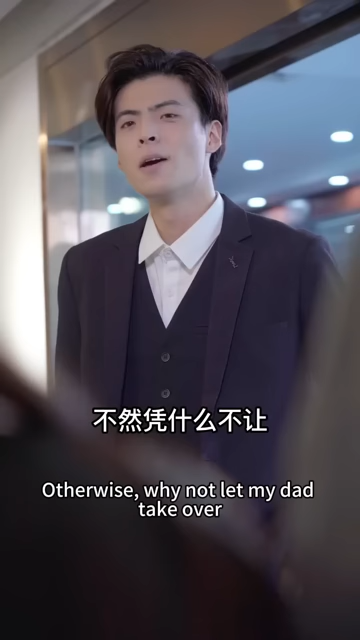 不然凭什么不让
Otherwise, why not let my dad
take over